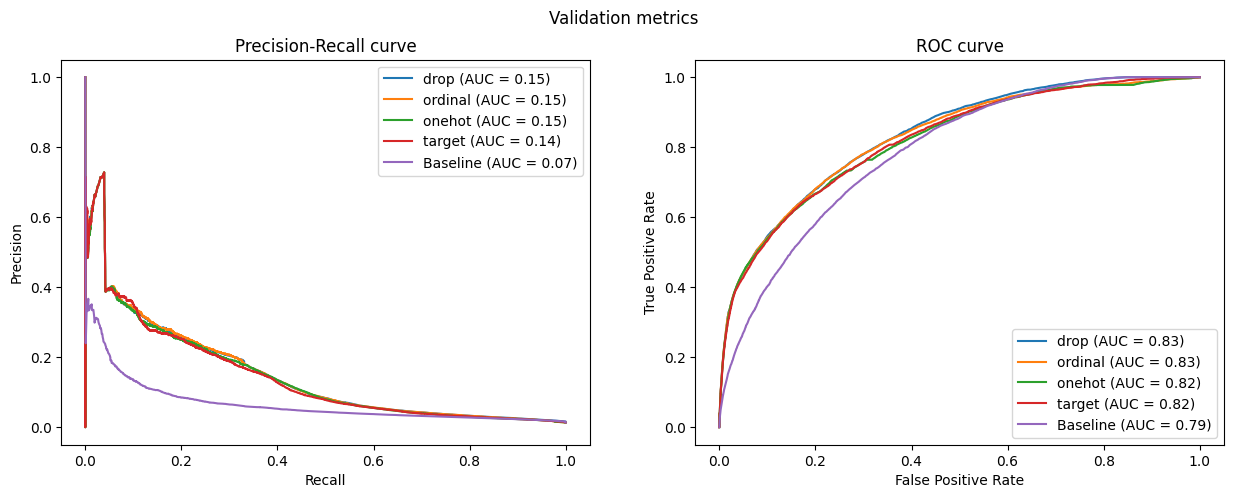 Validation metrics
Precision-Recall curve
Precision
1.0
0.8
0.6
0.4
0.2
0.0
drop (AUC = 0.15)
ordinal (AUC = 0.15)
onehot (AUC = 0.15)
target (AUC = 0.14)
Baseline (AUC = 0.07)
0.0 0.2 0.4 0.6 0.8 1.0
Recall
ROC curve
True Positive Rate
1.0
0.8
0.6
0.4
0.2
0.0
drop (AUC = 0.83)
ordinal (AUC = 0.83)
onehot (AUC = 0.82)
target (AUC = 0.82)
Baseline (AUC = 0.79)
0.0 0.2 0.4 0.6 0.8 1.0
False Positive Rate